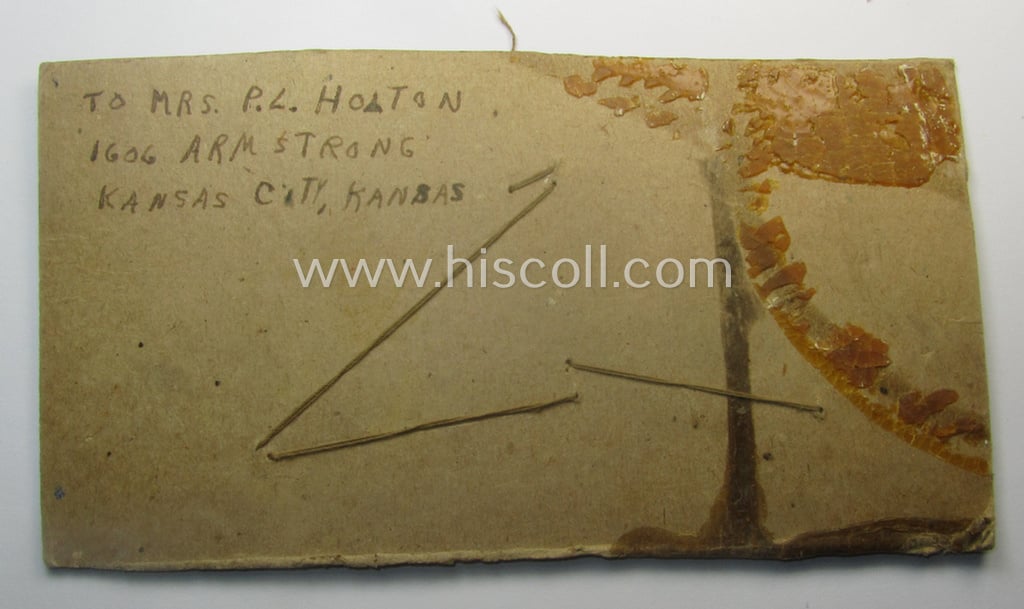 TO MRS. P.L. HOLTON
1606 ARMSTRONG
KANSAS CITY, KANSAS
www.hiscoll.com